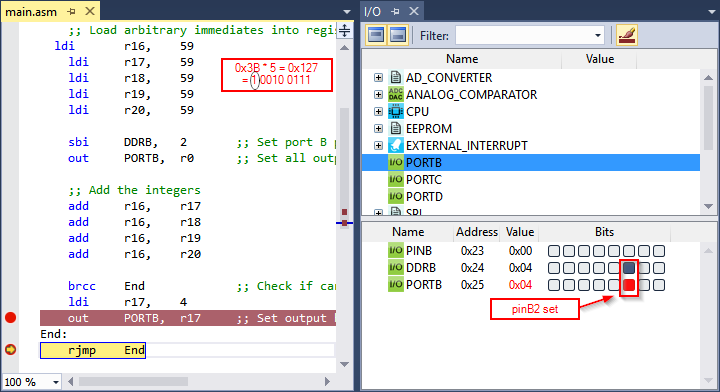 main.asm
;; Load arbitrary immediates into regis
ldi r16, 59
ldi r17, 59
ldi r18, 59
ldi r19, 59
ldi r20, 59
0x3B * 5 = 0x127
= 1 0010 0111
sbi DDRB, 2 ;; Set port B p
out PORTB, r0 ;; Set all outp
;; Add the integers
add r16, r17
add r16, r18
add r16, r19
add r16, r20
brcc End ;; Check if car
ldi r17, 4
out PORTB, r17 ;; Set output b
End:
rjmp End
100 %
I/O
Filter:
Name Value
AD_CONVERTER
ANALOG_COMPARATOR
CPU
EEPROM
EXTERNAL_INTERRUPT
I/O PORTB
I/O PORTC
I/O PORTD
SPI
Name Address Value Bits
I/O PINB 0x23 0x00
I/O DDRB 0x24 0x04
I/O PORTB 0x25 0x04
pinB2 set